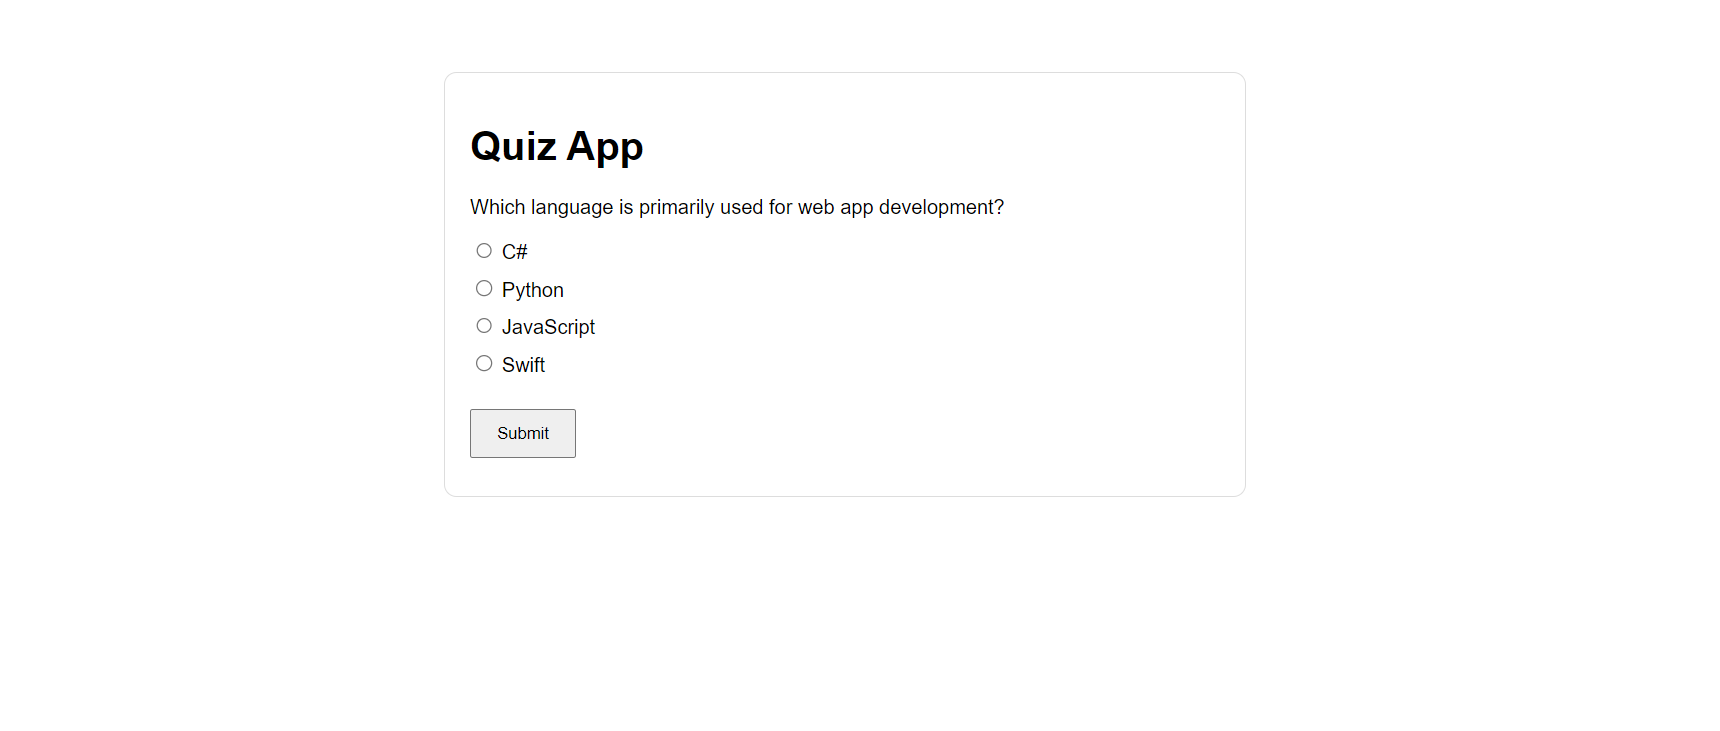 Quiz App
Which language is primarily used for web app development?
C#
Python
JavaScript
Swift
Submit